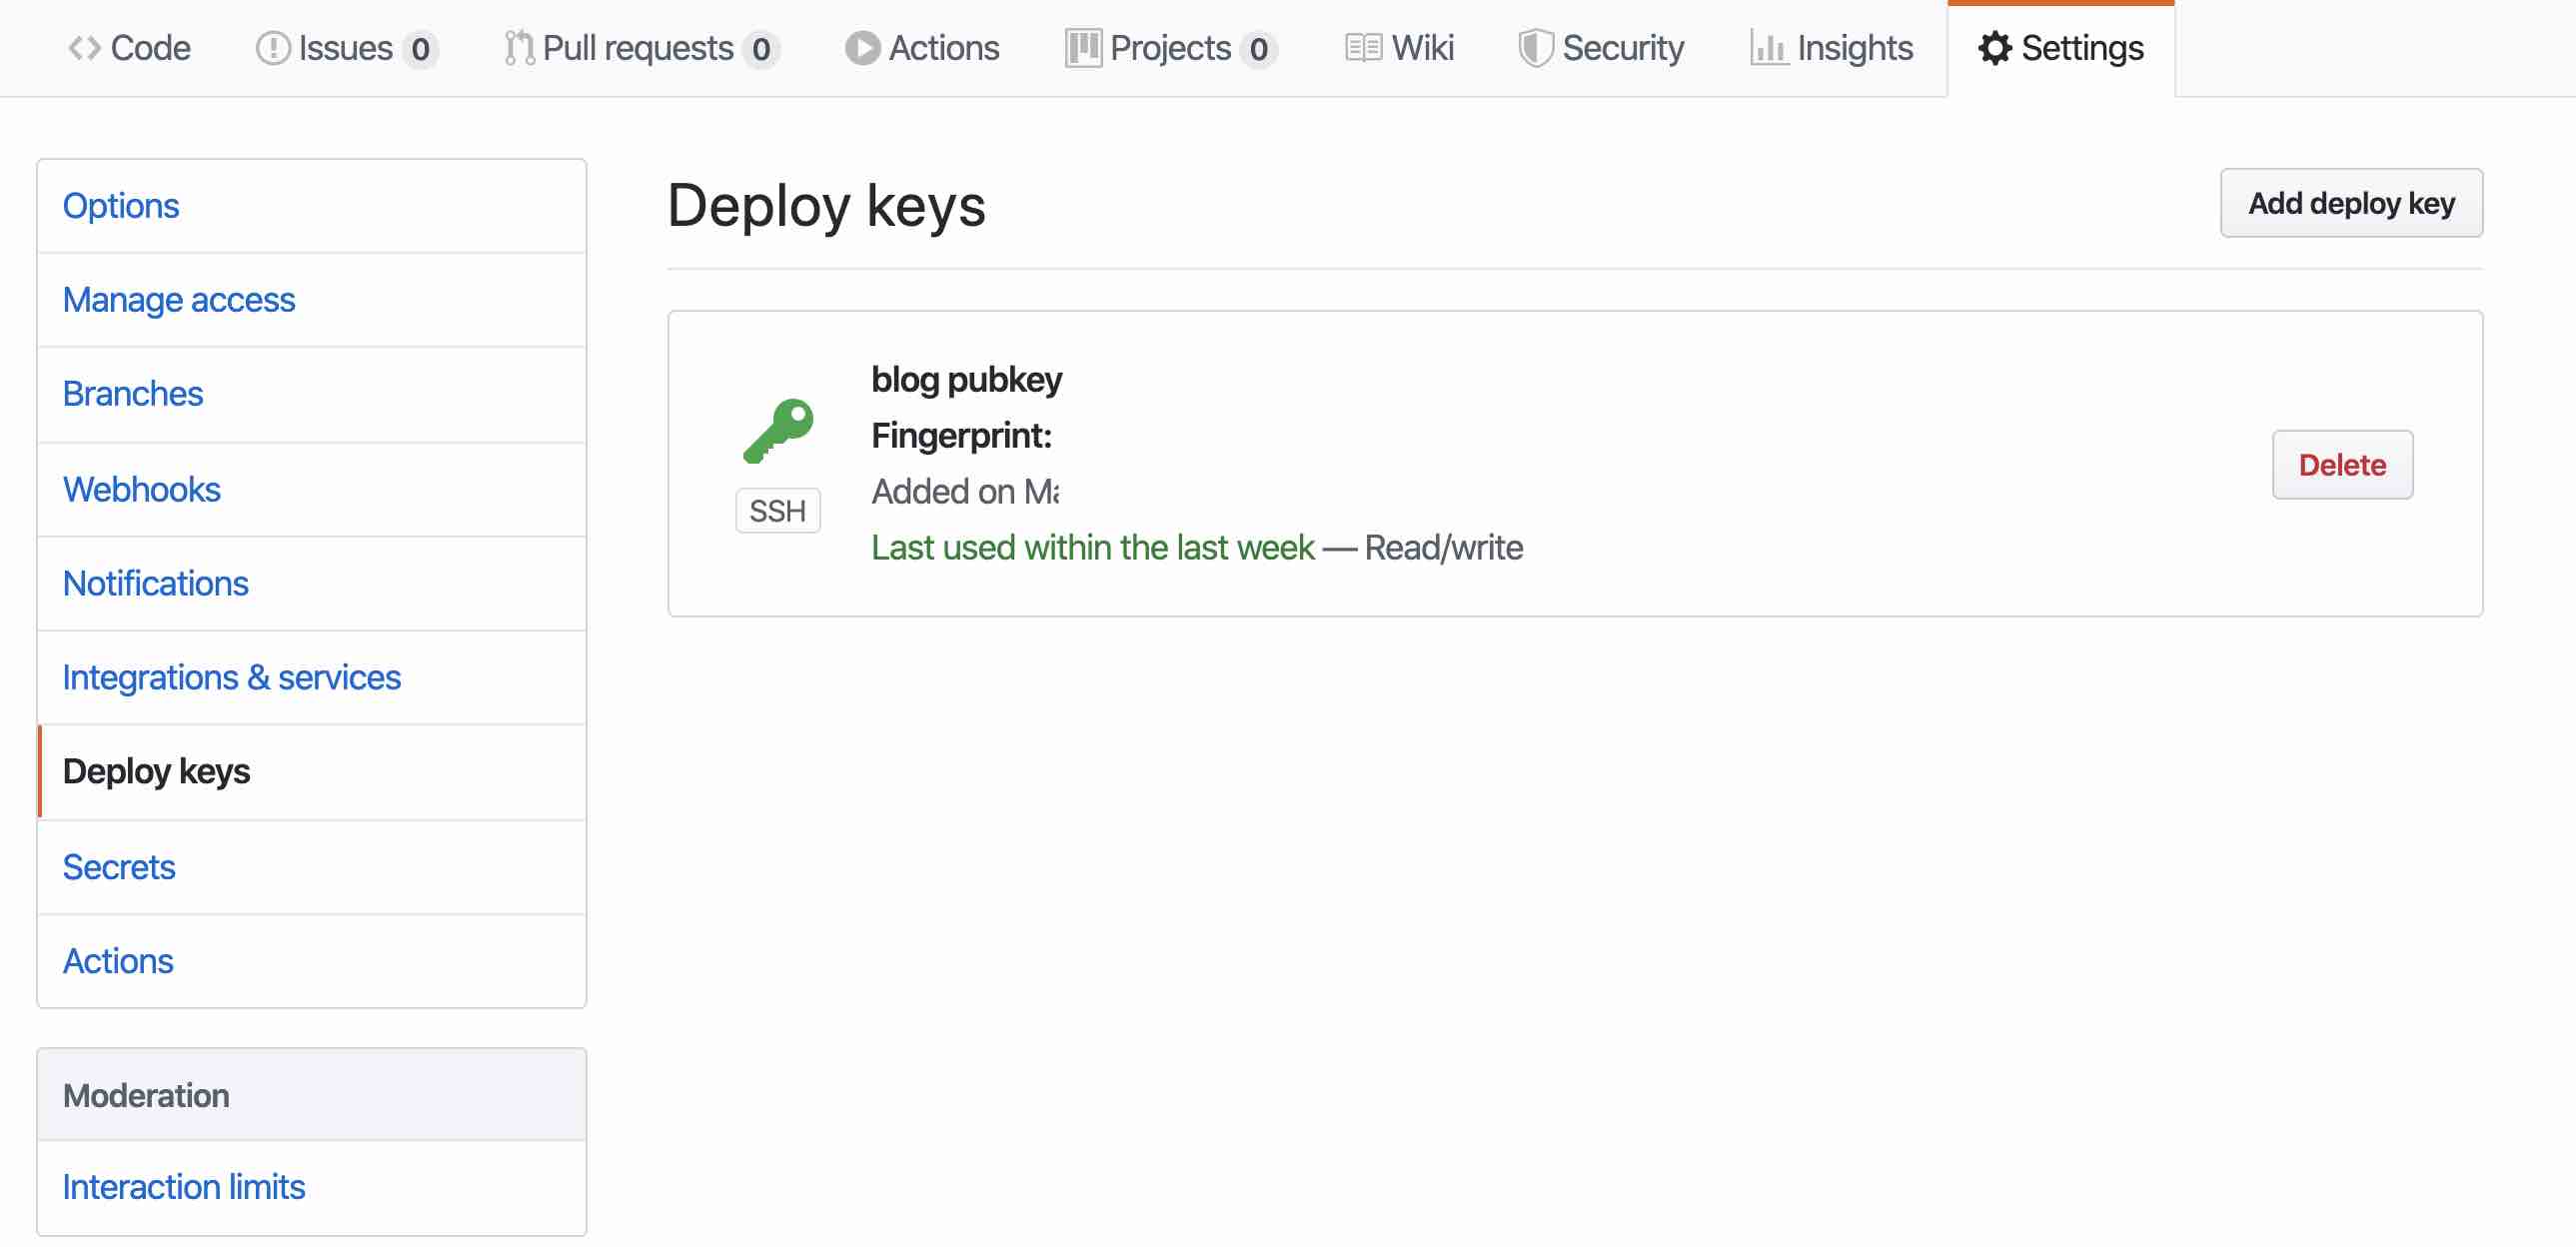 Code Issues 0 Pull requests 0 Actions Projects 0 Wiki Security Insights Settings
Options
Manage access
Branches
Webhooks
Notifications
Integrations & services
Deploy keys
Secrets
Actions
Moderation
Interaction limits
Deploy keys
Add deploy key
blog pubkey
Fingerprint:
Added on
Last used within the last week — Read/write
SSH
Delete